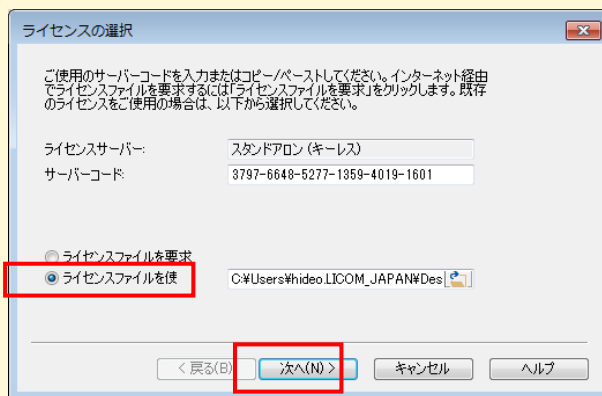 ライセンスの選択
ご使用のサーバーコードを入力またはコピー/ペーストしてください。インターネット経由
でライセンスファイルを要求するには「ライセンスファイルを要求」をクリックします。既存
のライセンスをご使用の場合は、以下から選択してください。
ライセンスサーバー: スタンドアロン (キーレス)
サーバーコード: 3797-6648-5277-1359-4019-1601
ライセンスファイルを要求
ライセンスファイルを使 C:¥Users¥hideo.LICOM_JAPAN¥Des
< 戻る(B) 次へ(N) > キャンセル ヘルプ